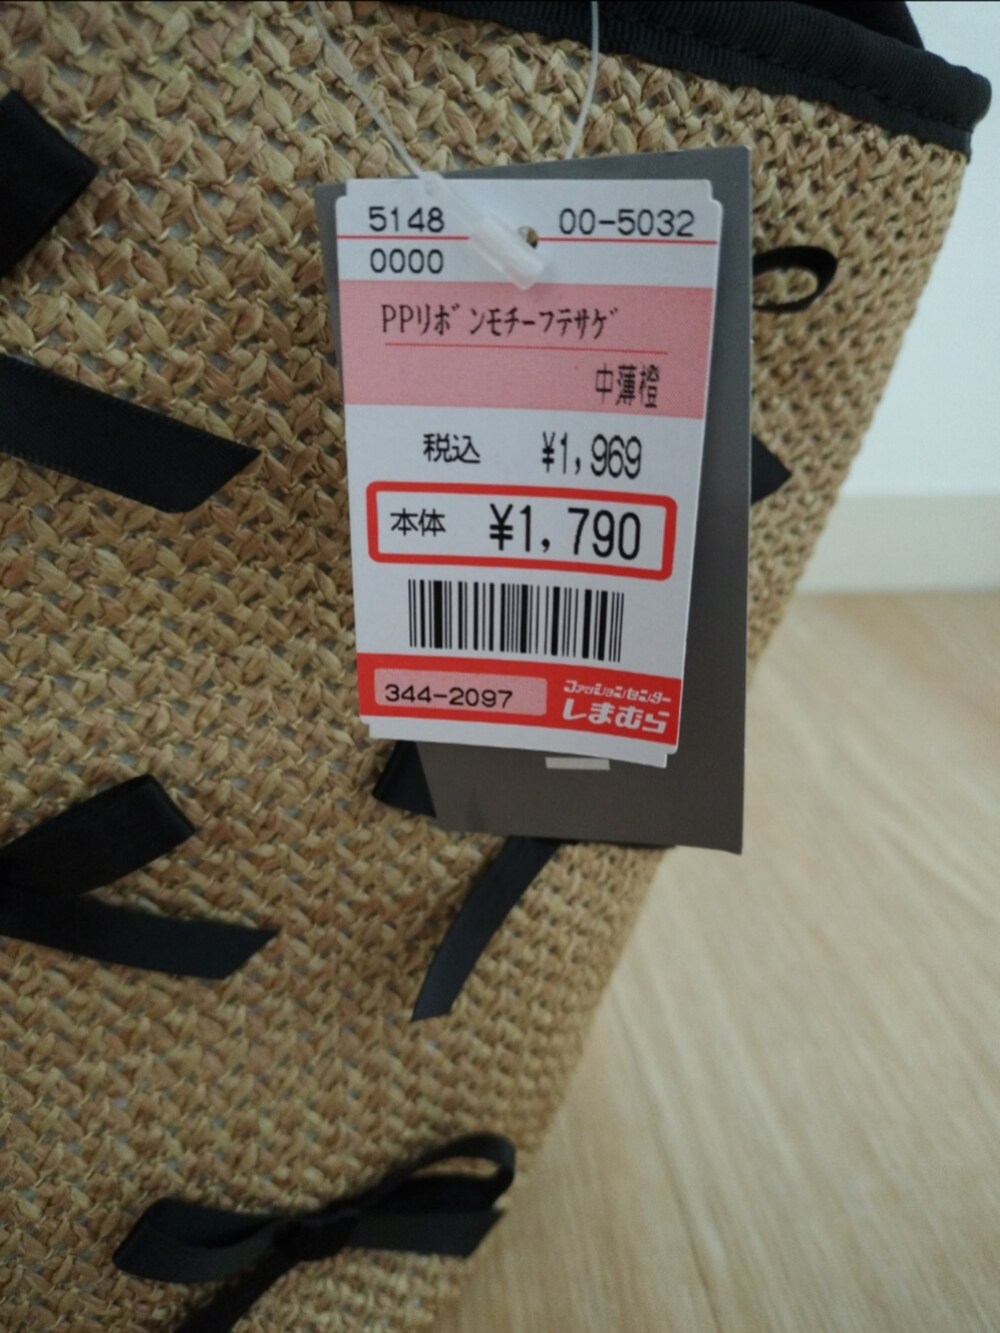 5148 00-5032
0000
PPリボンモチーフテサゲ
中薄橙
税込 ¥1,969
本体 ¥1,790
344-2097
ファッションセンター
しまむら